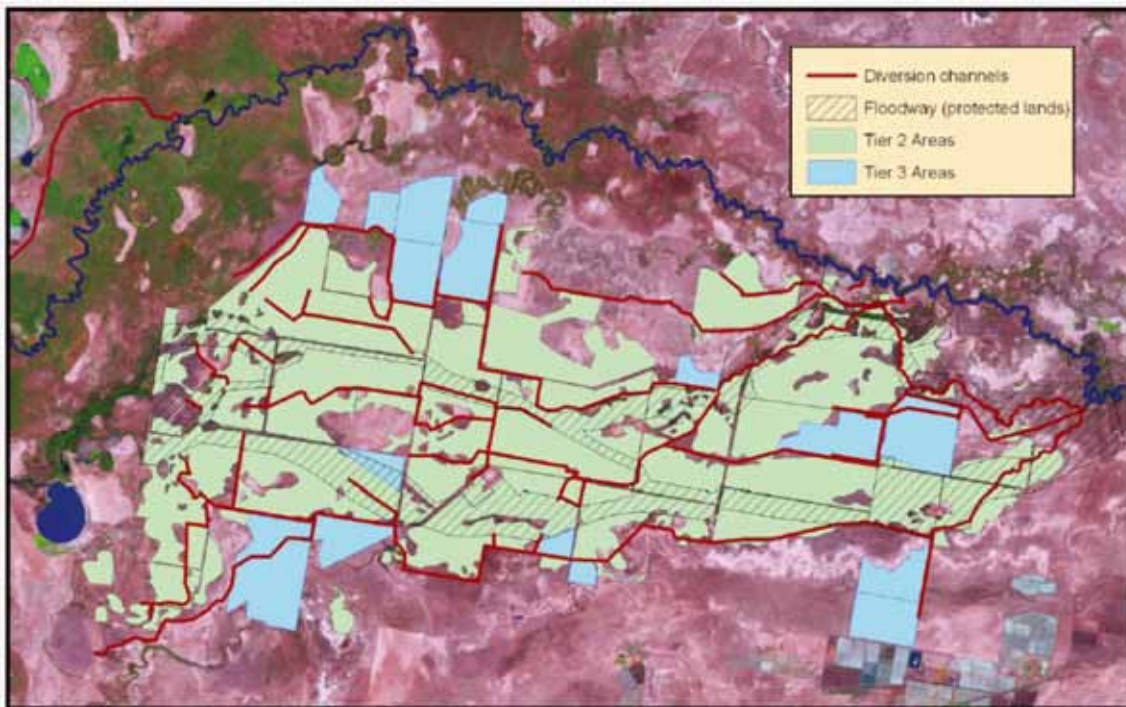 Diversion channels
Floodway (protected lands)
Tier 2 Areas
Tier 3 Areas